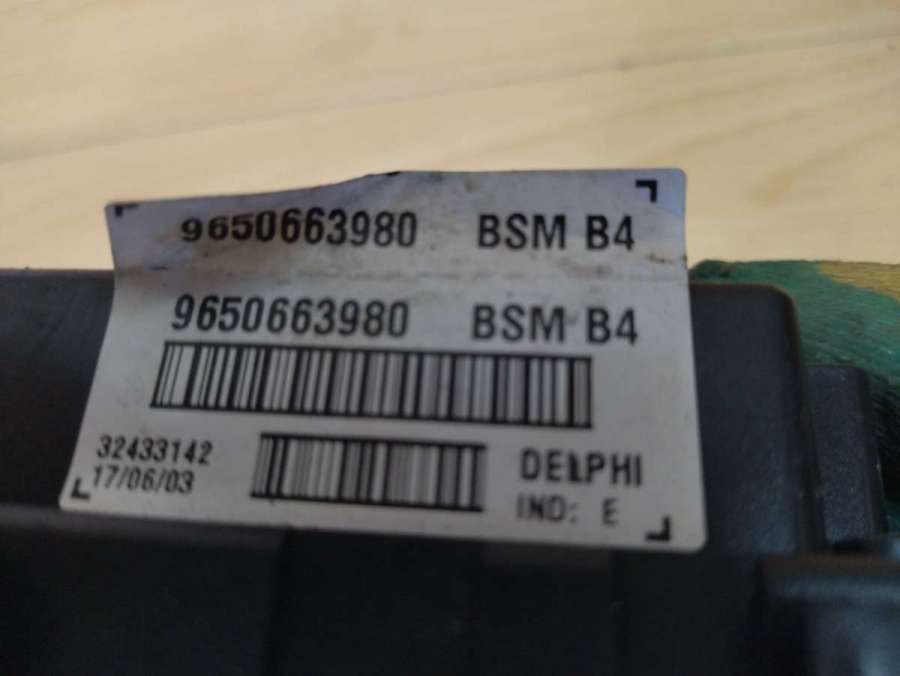 9650663980 BSM B4
9650663980 BSM B4
32433142
17/06/03
DELPHI
IND: E